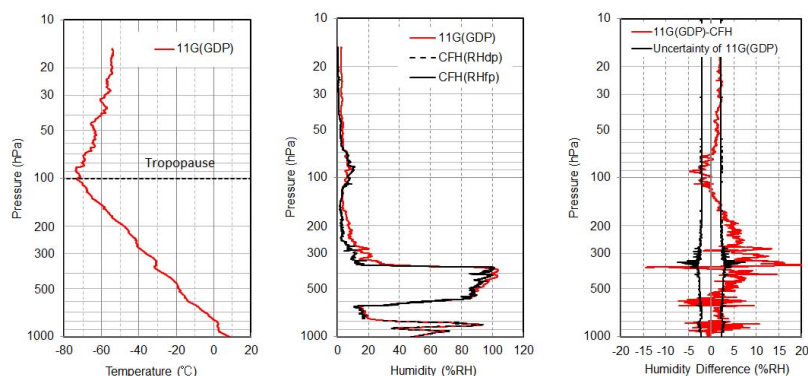 10
20
30
50
100
200
300
500
1000
Pressure (hPa)
11G(GDP)
Tropopause
-80 -60 -40 -20 0 20
Temperature (℃)
10
20
30
50
100
200
300
500
1000
Pressure (hPa)
11G(GDP)
CFH(RHdp)
CFH(RHfp)
0 20 40 60 80 100 120
Humidity (%RH)
10
20
30
50
100
200
300
500
1000
Pressure (hPa)
11G(GDP)-CFH
Uncertainty of 11G(GDP)
-20 -15 -10 -5 0 5 10 15 20
Humidity Difference (%RH)